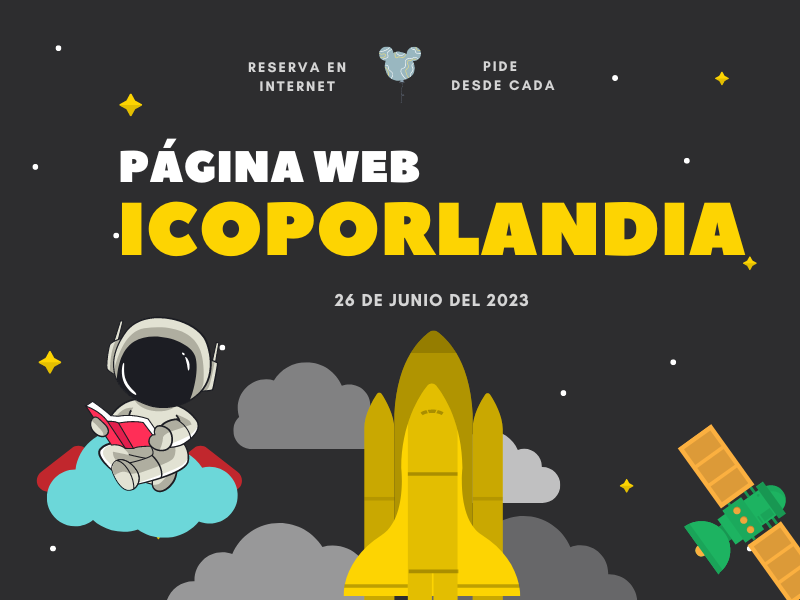 RESERVA EN
INTERNET
PIDE
DESDE CADA
PÁGINA WEB
ICOPORLANDIA
26 DE JUNIO DEL 2023